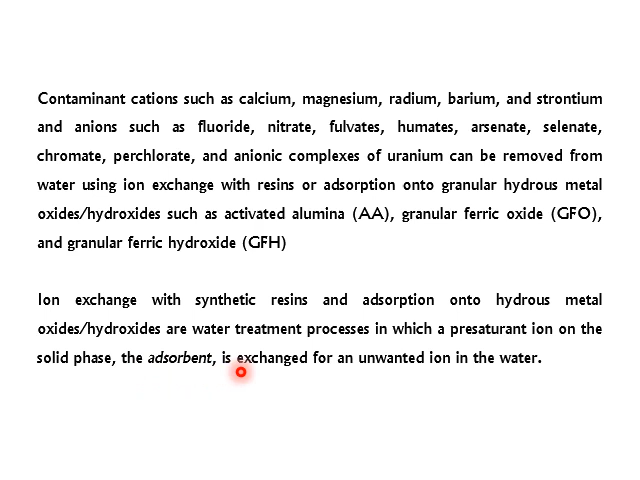 Contaminant cations such as calcium, magnesium, radium, barium, and strontium
and anions such as fluoride, nitrate, fulvates, humates, arsenate, selenate,
chromate, perchlorate, and anionic complexes of uranium can be removed from
water using ion exchange with resins or adsorption onto granular hydrous metal
oxides/hydroxides such as activated alumina (AA), granular ferric oxide (GFO),
and granular ferric hydroxide (GFH)
Ion exchange with synthetic resins and adsorption onto hydrous metal
oxides/hydroxides are water treatment processes in which a presaturant ion on the
solid phase, the adsorbent, is exchanged for an unwanted ion in the water.